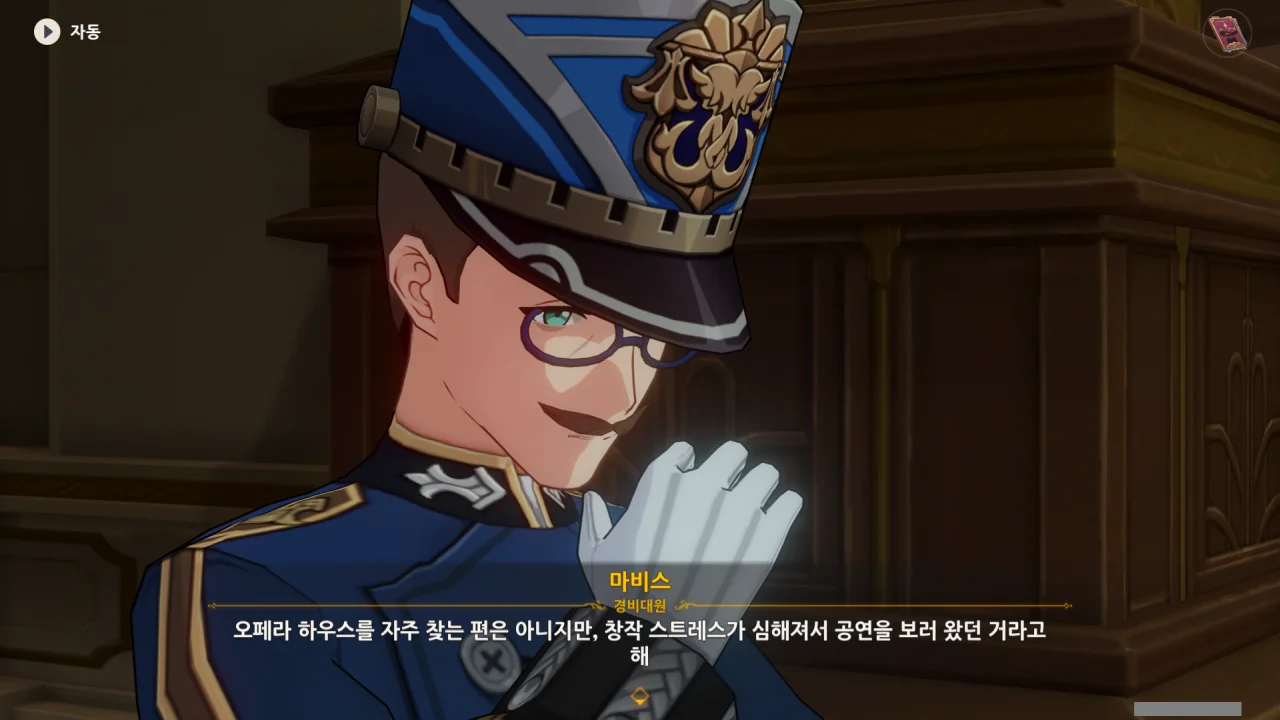 자동
마비스
경비대원
오페라 하우스를 자주 찾는 편은 아니지만, 창작 스트레스가 심해져서 공연을 보러 왔던 거라고
해